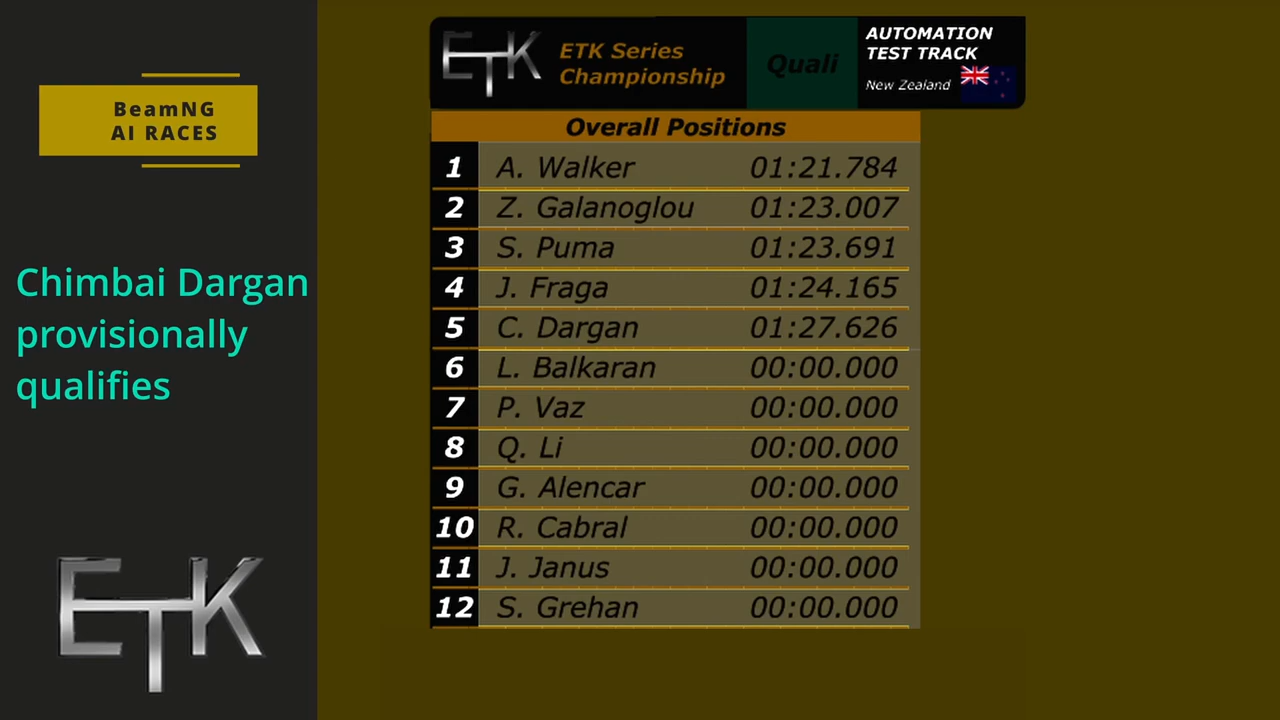 BeamNG
AI RACES
Chimbai Dargan
provisionally
qualifies
ETK
ETK
ETK Series
Championship
Quali
AUTOMATION
TEST TRACK
New Zealand
Overall Positions
1 A. Walker 01:21.784
2 Z. Galanoglou 01:23.007
3 S. Puma 01:23.691
4 J. Fraga 01:24.165
5 C. Dargan 01:27.626
6 L. Balkaran 00:00.000
7 P. Vaz 00:00.000
8 Q. Li 00:00.000
9 G. Alencar 00:00.000
10 R. Cabral 00:00.000
11 J. Janus 00:00.000
12 S. Grehan 00:00.000